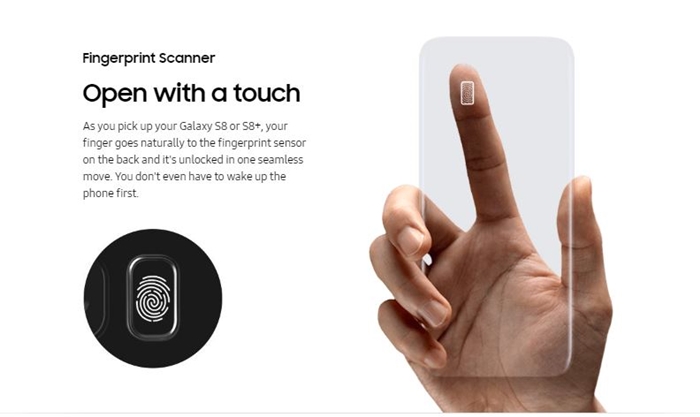 Fingerprint Scanner
Open with a touch
As you pick up your Galaxy S8 or S8+, your
finger goes naturally to the fingerprint sensor
on the back and it's unlocked in one seamless
move. You don't even have to wake up the
phone first.